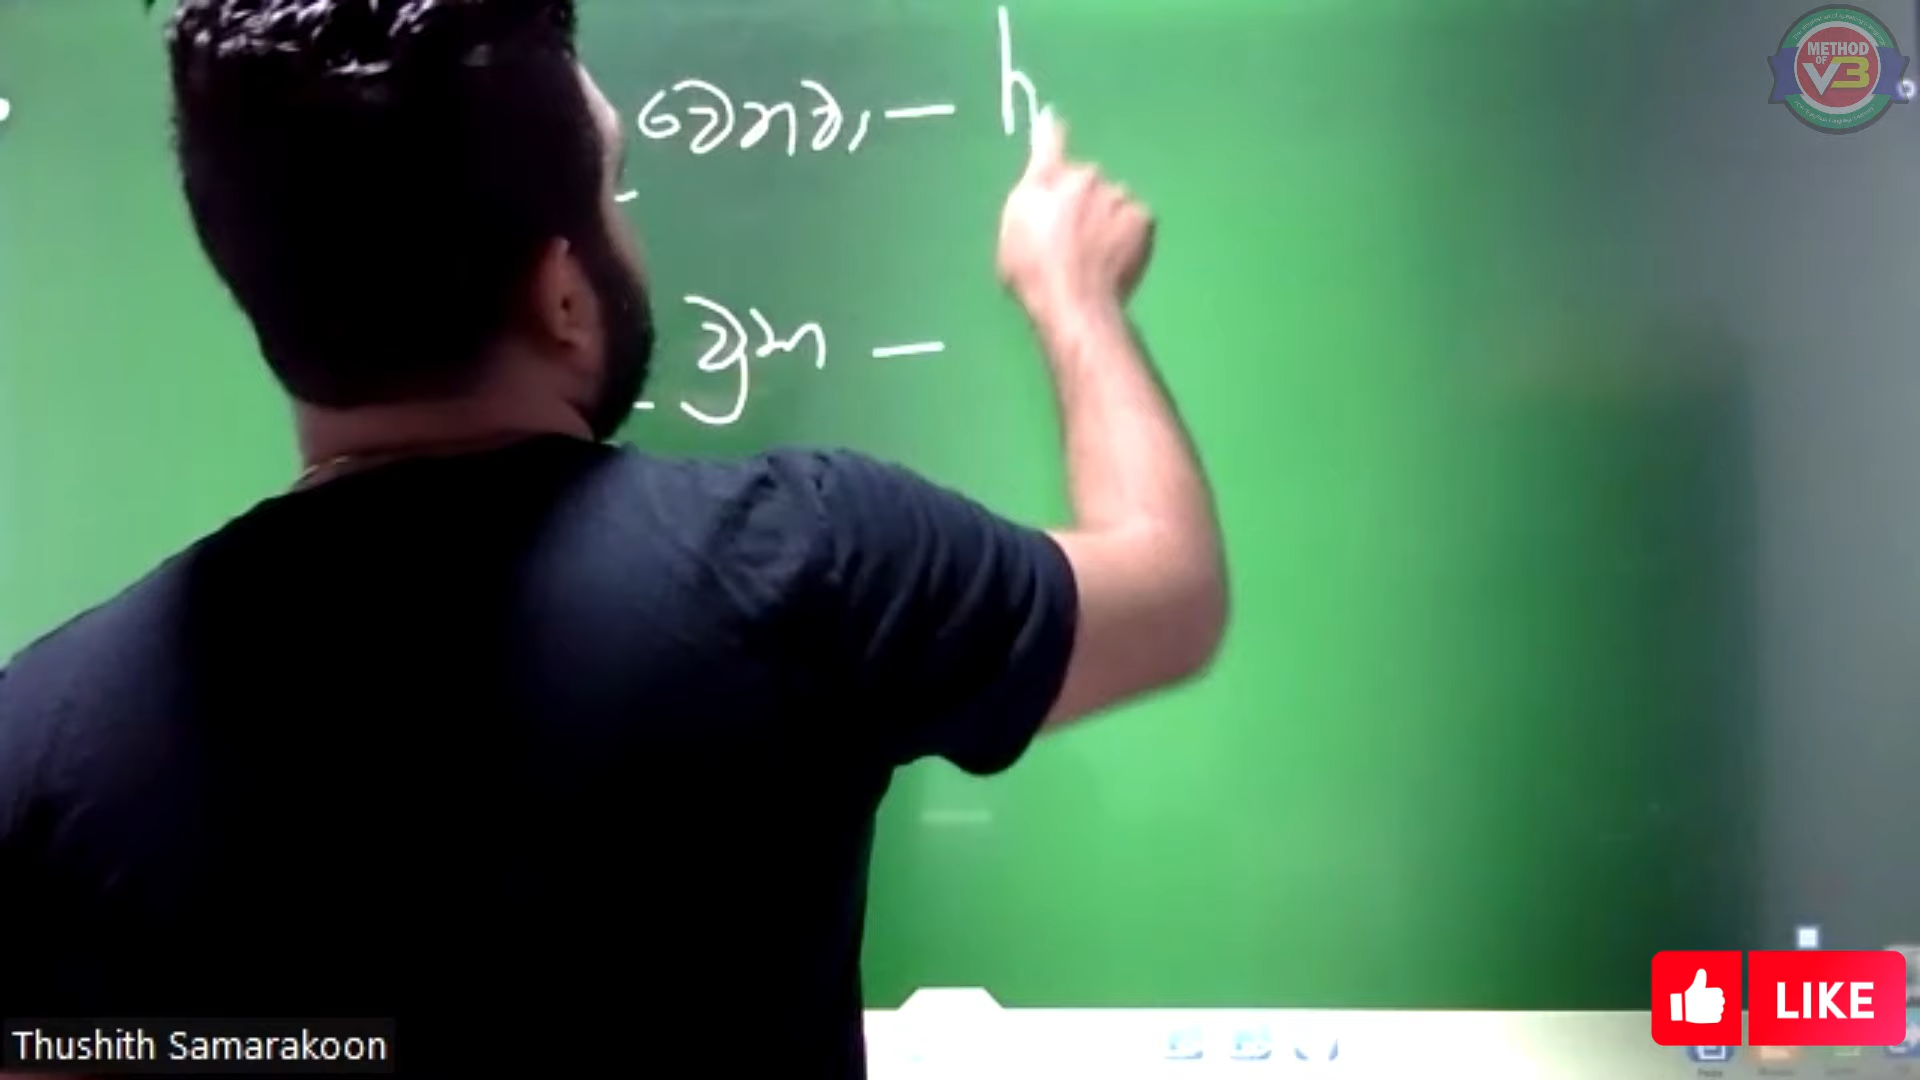 වෙනවා — h
වුන —
METHOD
OF
V3
LIKE
Thushith Samarakoon